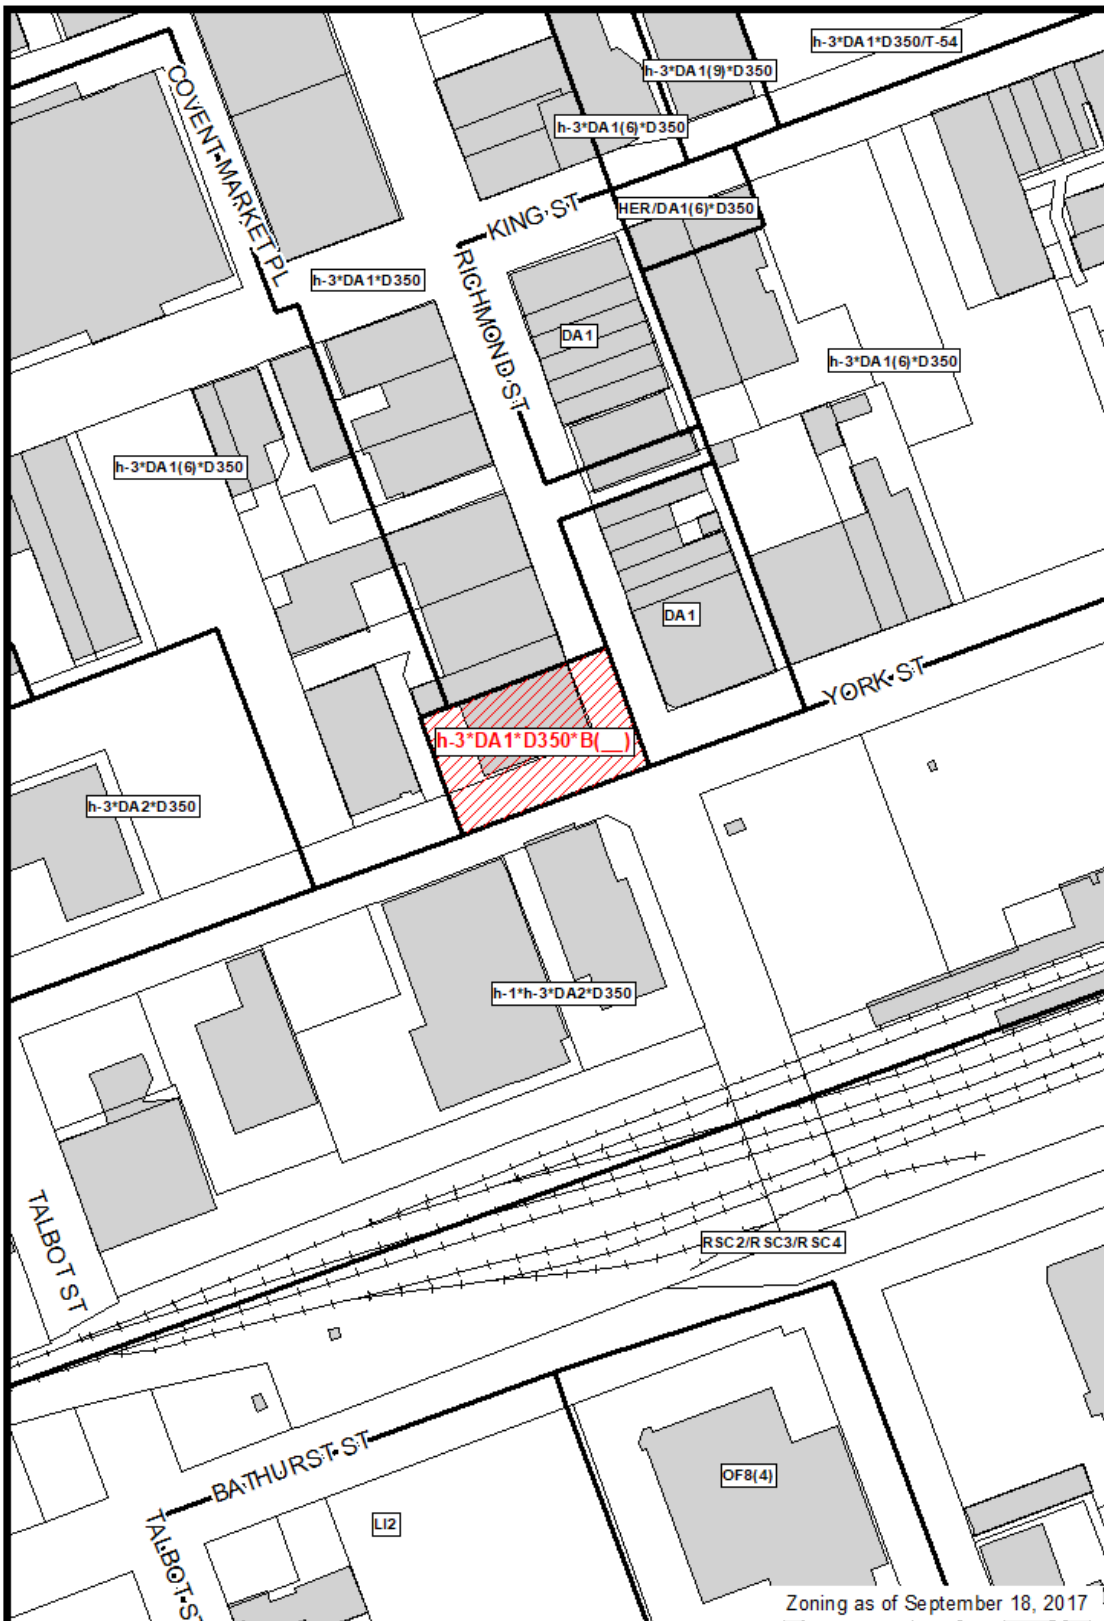 h-3*DA1*D350/T-54
h-3*DA1(9)*D350
h-3*DA1(6)*D350
COVENT MARKET PL
KING ST
HER/DA1(6)*D350
h-3*DA1*D350
RICHMOND ST
DA1
h-3*DA1(6)*D350
h-3*DA1(6)*D350
DA1
YORK ST
h-3*DA1*D350*B(__)
h-3*DA2*D350
h-1*h-3*DA2*D350
TALBOT ST
RSC2/RSC3/RSC4
BATHURST ST
OF8(4)
LI2
TALBOT ST
Zoning as of September 18, 2017